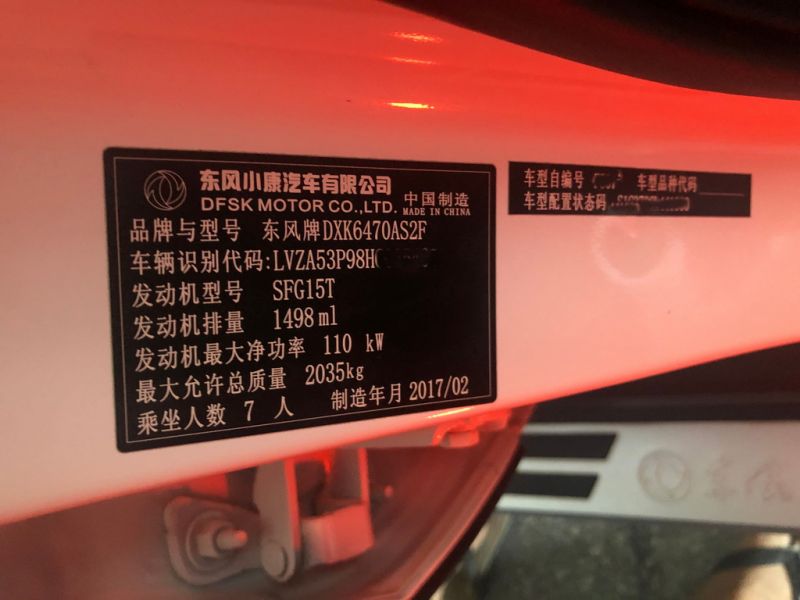 东风小康汽车有限公司
DFSK MOTOR CO.,LTD.
中国制造
MADE IN CHINA
品牌与型号 东风牌DXK6470AS2F
车辆识别代码:LVZA53P98H
发动机型号 SFG15T
发动机排量 1498 ml
发动机最大净功率 110 kW
最大允许总质量 2035kg
乘坐人数 7 人 制造年月 2017/02
车型自编号 车型品种代码
车型配置状态码
东风